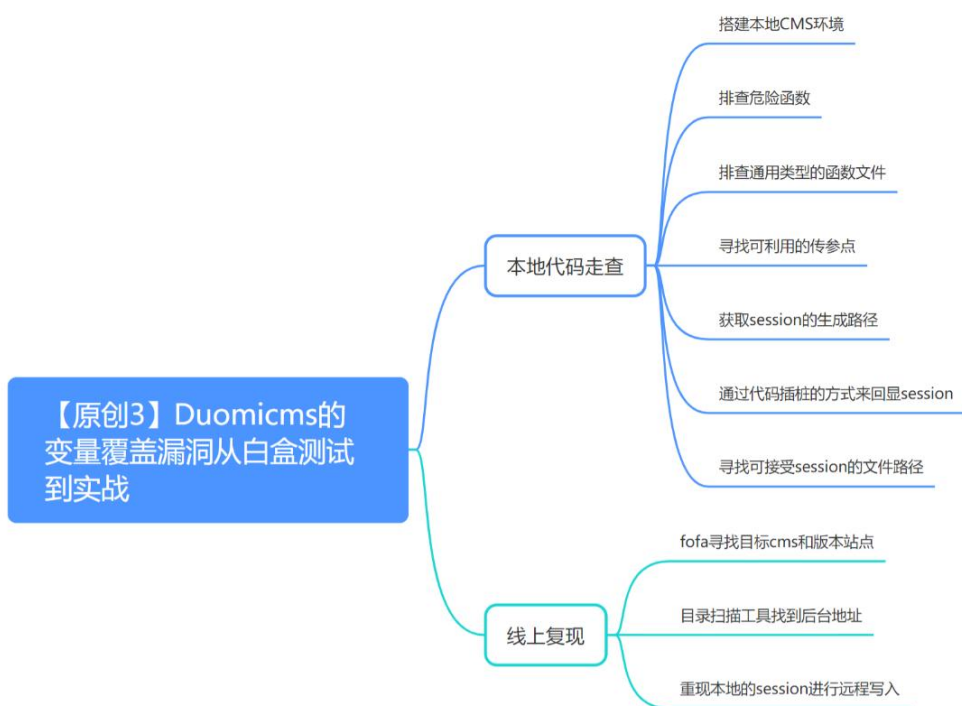 搭建本地CMS环境
排查危险函数
排查通用类型的函数文件
寻找可利用的传参点
本地代码走查
获取session的生成路径
通过代码插桩的方式来回显session
寻找可接受session的文件路径
【原创3】Duomicms的
变量覆盖漏洞从白盒测试
到实战
fofa寻找目标cms和版本站点
目录扫描工具找到后台地址
线上复现
重现本地的session进行远程写入